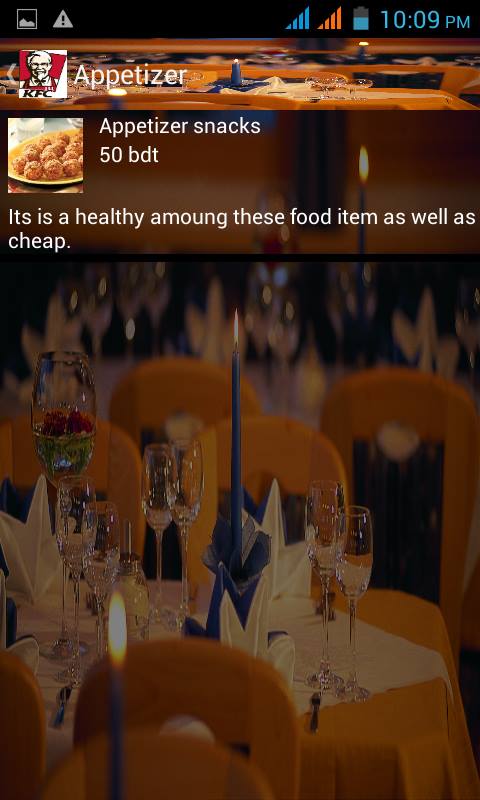 10:09 PM
KFC
Appetizer
Appetizer snacks
50 bdt
Its is a healthy amoung these food item as well as
cheap.